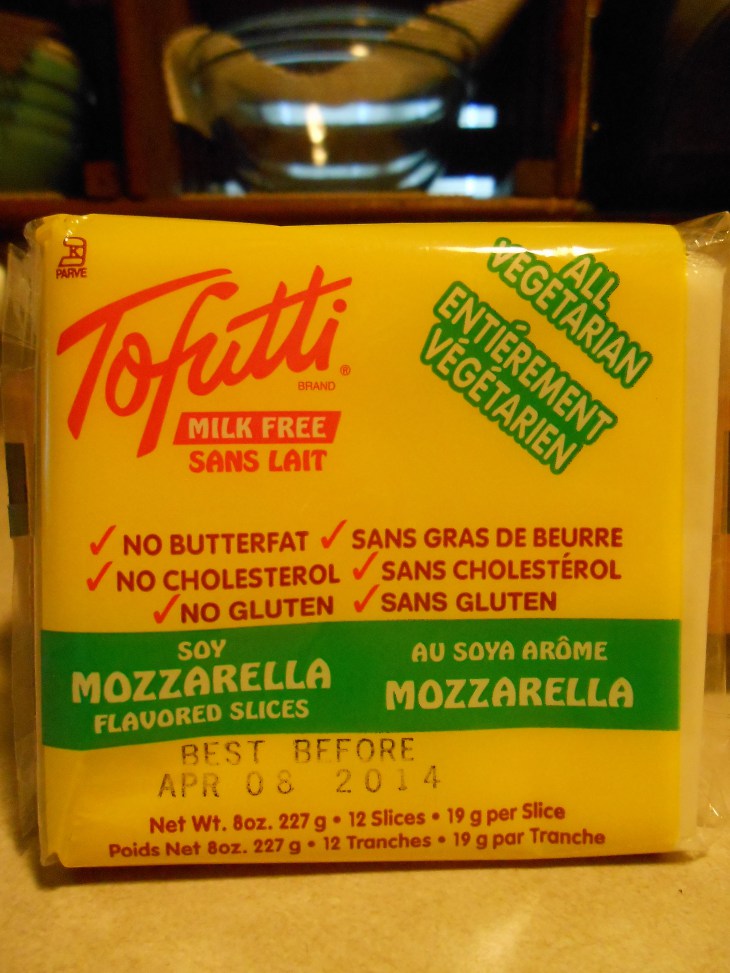 K
PARVE
Tofutti®
BRAND
MILK FREE
SANS LAIT
ALL
VEGETARIAN
ENTIÉREMENT
VÉGÉTARIEN
✓ NO BUTTERFAT ✓ SANS GRAS DE BEURRE
✓ NO CHOLESTEROL ✓ SANS CHOLESTÉROL
✓ NO GLUTEN ✓ SANS GLUTEN
SOY
MOZZARELLA
FLAVORED SLICES
AU SOYA ARÔME
MOZZARELLA
BEST BEFORE
APR 08 2014
Net Wt. 8oz. 227 g • 12 Slices • 19 g per Slice
Poids Net 8oz. 227 g • 12 Tranches • 19 g par Tranche